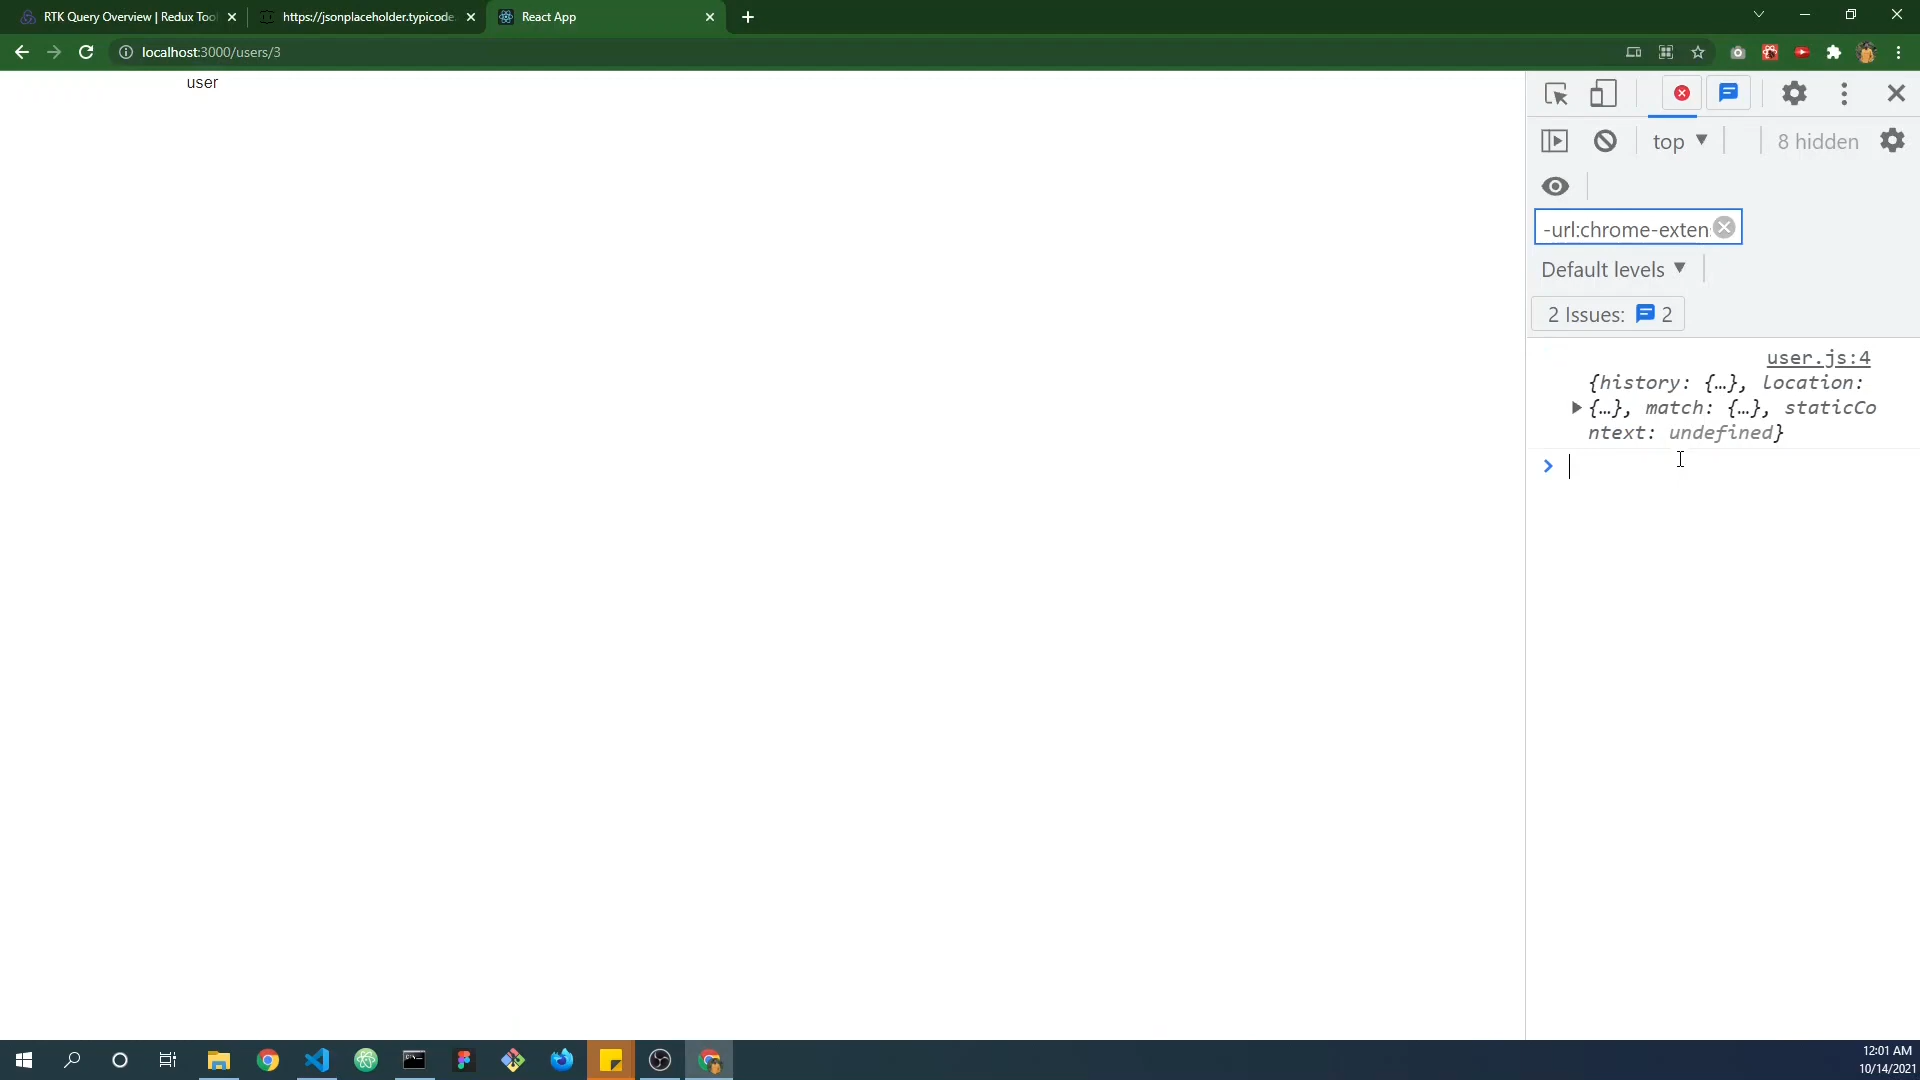 RTK Query Overview | Redux Tool
https://jsonplaceholder.typicode.
React App
localhost:3000/users/3
user
top
8 hidden
-url:chrome-exten
Default levels
2 Issues: 2
user.js:4
{history: {…}, location:
{…}, match: {…}, staticCo
ntext: undefined}
12:01 AM
10/14/2021